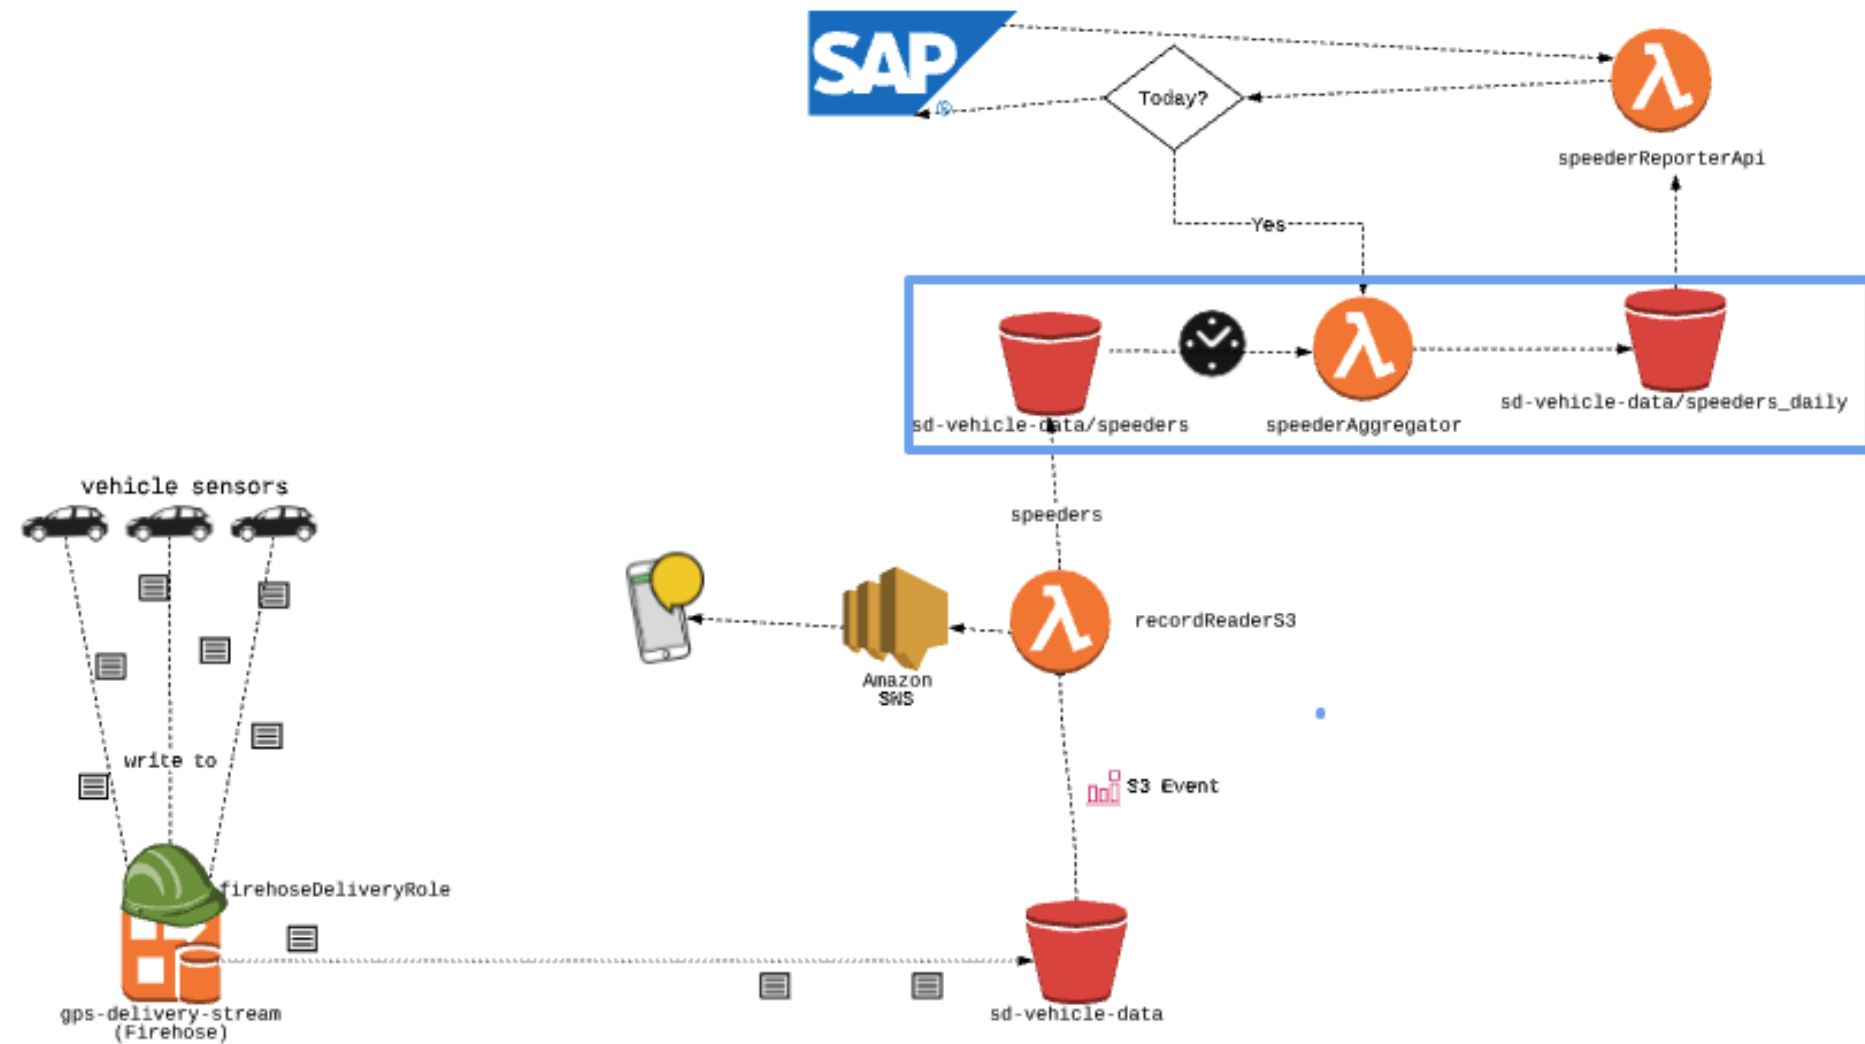 SAP
®
Today?
speederReporterApi
Yes
sd-vehicle-data/speeders
speederAggregator
sd-vehicle-data/speeders_daily
vehicle sensors
speeders
recordReaderS3
Amazon
SNS
write to
S3 Event
firehoseDeliveryRole
gps-delivery-stream
(Firehose)
sd-vehicle-data